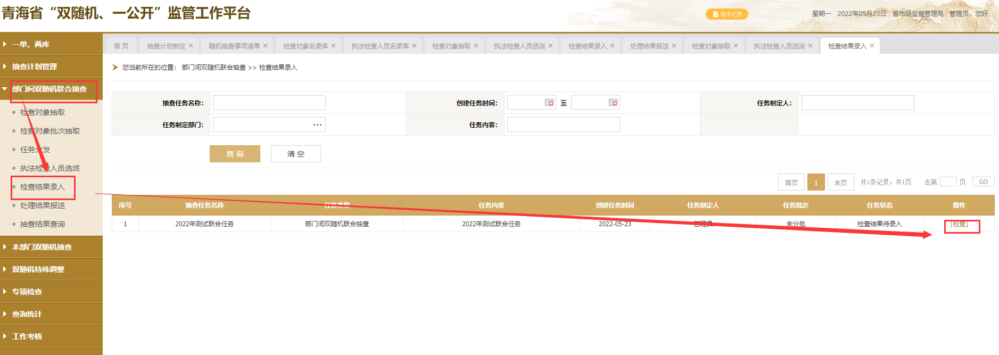 青海省“双随机、一公开”监管工作平台
版本记录
星期一 2022年05月23日 省市场监督管理局 管理员，您好
一单、两库
抽查计划管理
部门间双随机联合抽查
检查对象抽取
检查对象批次抽取
任务分发
执法检查人员选派
检查结果录入
处理结果报送
抽查结果查询
本部门双随机抽查
双随机特殊调整
专项检查
查询统计
工作考核
首 页 抽查计划制定 × 随机抽查事项清单 × 检查对象名录库 × 执法检查人员名录库 × 检查对象抽取 × 执法检查人员选派 × 检查结果录入 × 处理结果报送 × 检查对象抽取 × 执法检查人员选派 × 检查结果录入 ×
您当前所在的位置： 部门间双随机联合抽查 >> 检查结果录入
抽查任务名称： 创建任务时间： 至 任务制定人：
任务制定部门： ••• 任务内容：
查 询 清 空
首页 1 末页 共1条记录，共1页 去第 页 GO
序号 抽查任务名称 任务类型 任务内容 创建任务时间 任务制定人 任务批次 任务状态 操作
1 2022年测试联合任务 部门间双随机联合抽查 2022年测试联合任务 2022-05-23 管理员 未分批 检查结果待录入 [检查]